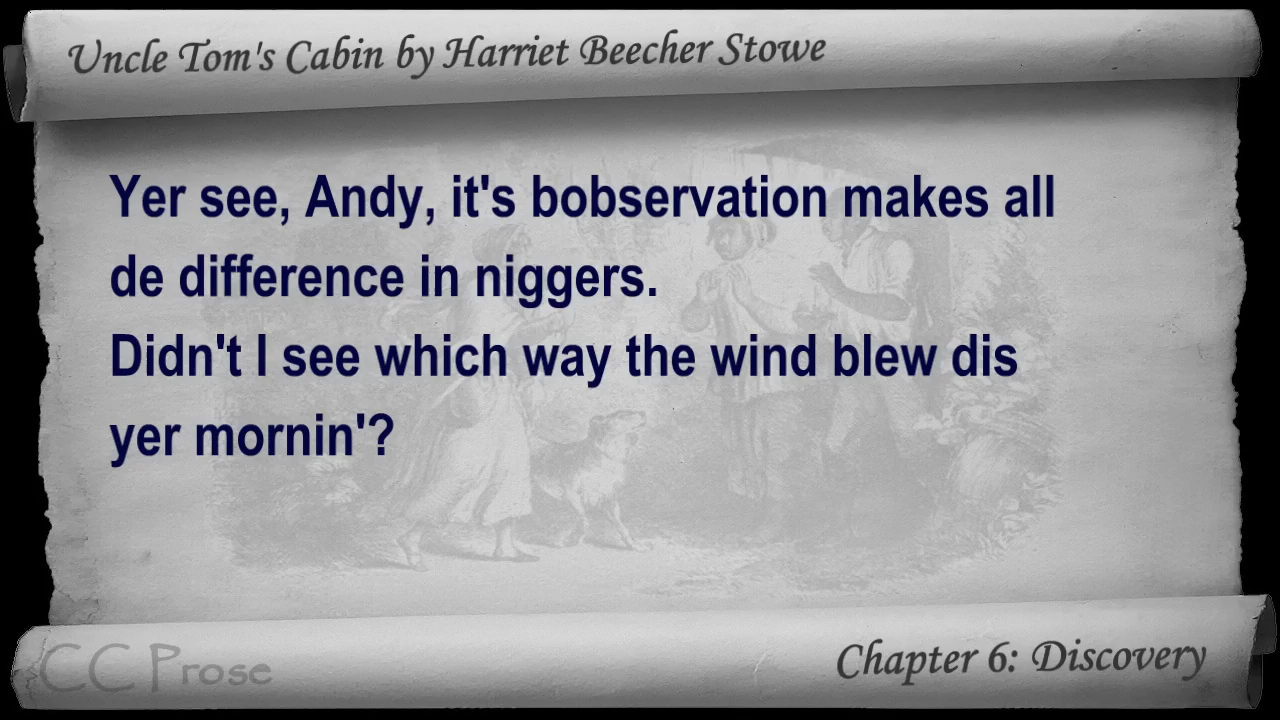 Uncle Tom's Cabin by Harriet Beecher Stowe
Yer see, Andy, it's bobservation makes all
de difference in niggers.
Didn't I see which way the wind blew dis
yer mornin'?
CC Prose
Chapter 6: Discovery